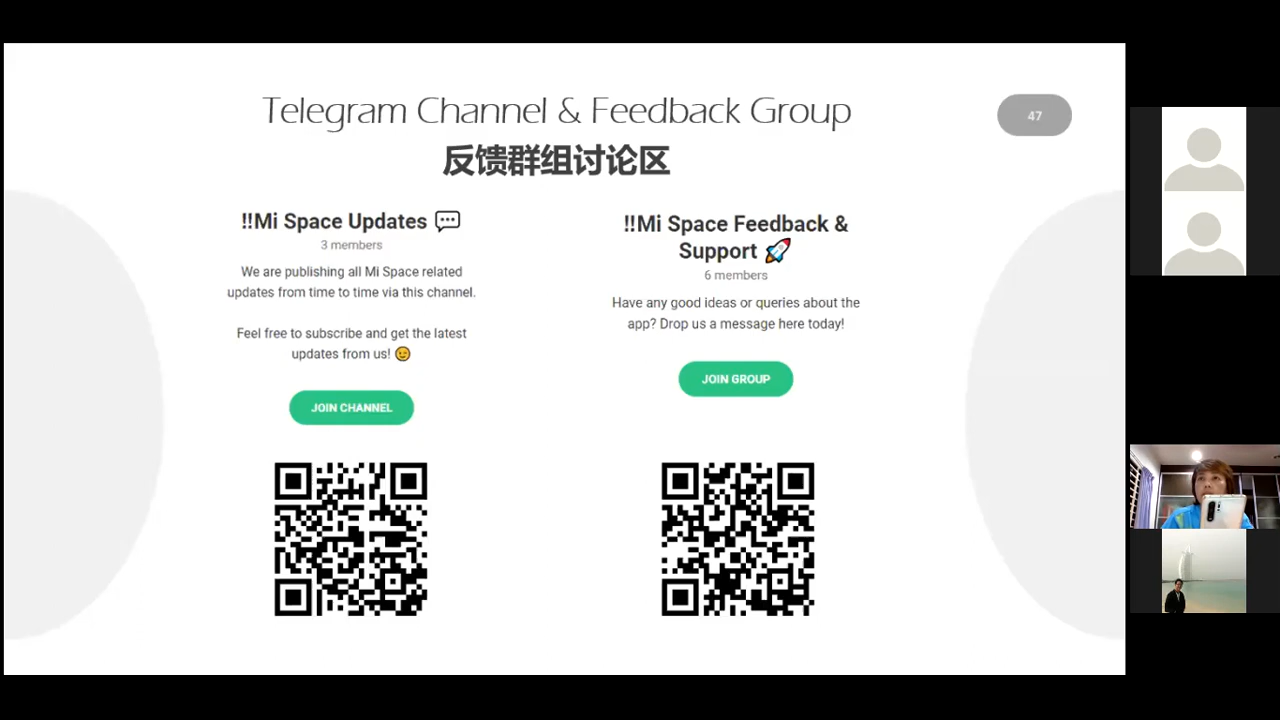 Telegram Channel & Feedback Group
47
反馈群组讨论区
‼Mi Space Updates 💬
3 members
We are publishing all Mi Space related
updates from time to time via this channel.
Feel free to subscribe and get the latest
updates from us! 😉
JOIN CHANNEL
‼Mi Space Feedback &
Support 🚀
6 members
Have any good ideas or queries about the
app? Drop us a message here today!
JOIN GROUP